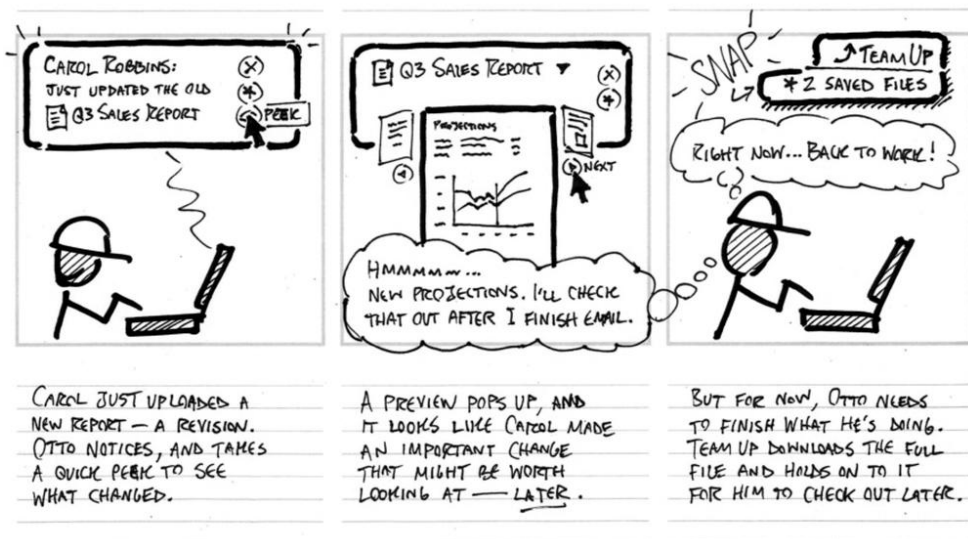 CAROL ROBBINS:
JUST UPDATED THE OLD
Q3 SALES REPORT
PEEK
Q3 SALES REPORT
PROJECTIONS
NEXT
HMMMMM...
NEW PROJECTIONS. I'LL CHECK
THAT OUT AFTER I FINISH EMAIL.
SNAP
TEAMUP
* 2 SAVED FILES
RIGHT NOW... BACK TO WORK!
CAROL JUST UPLOADED A
NEW REPORT — A REVISION.
OTTO NOTICES, AND TAKES
A QUICK PEEK TO SEE
WHAT CHANGED.
A PREVIEW POPS UP, AND
IT LOOKS LIKE CAROL MADE
AN IMPORTANT CHANGE
THAT MIGHT BE WORTH
LOOKING AT — LATER.
BUT FOR NOW, OTTO NEEDS
TO FINISH WHAT HE'S DOING.
TEAM UP DOWNLOADS THE FULL
FILE AND HOLDS ON TO IT
FOR HIM TO CHECK OUT LATER.